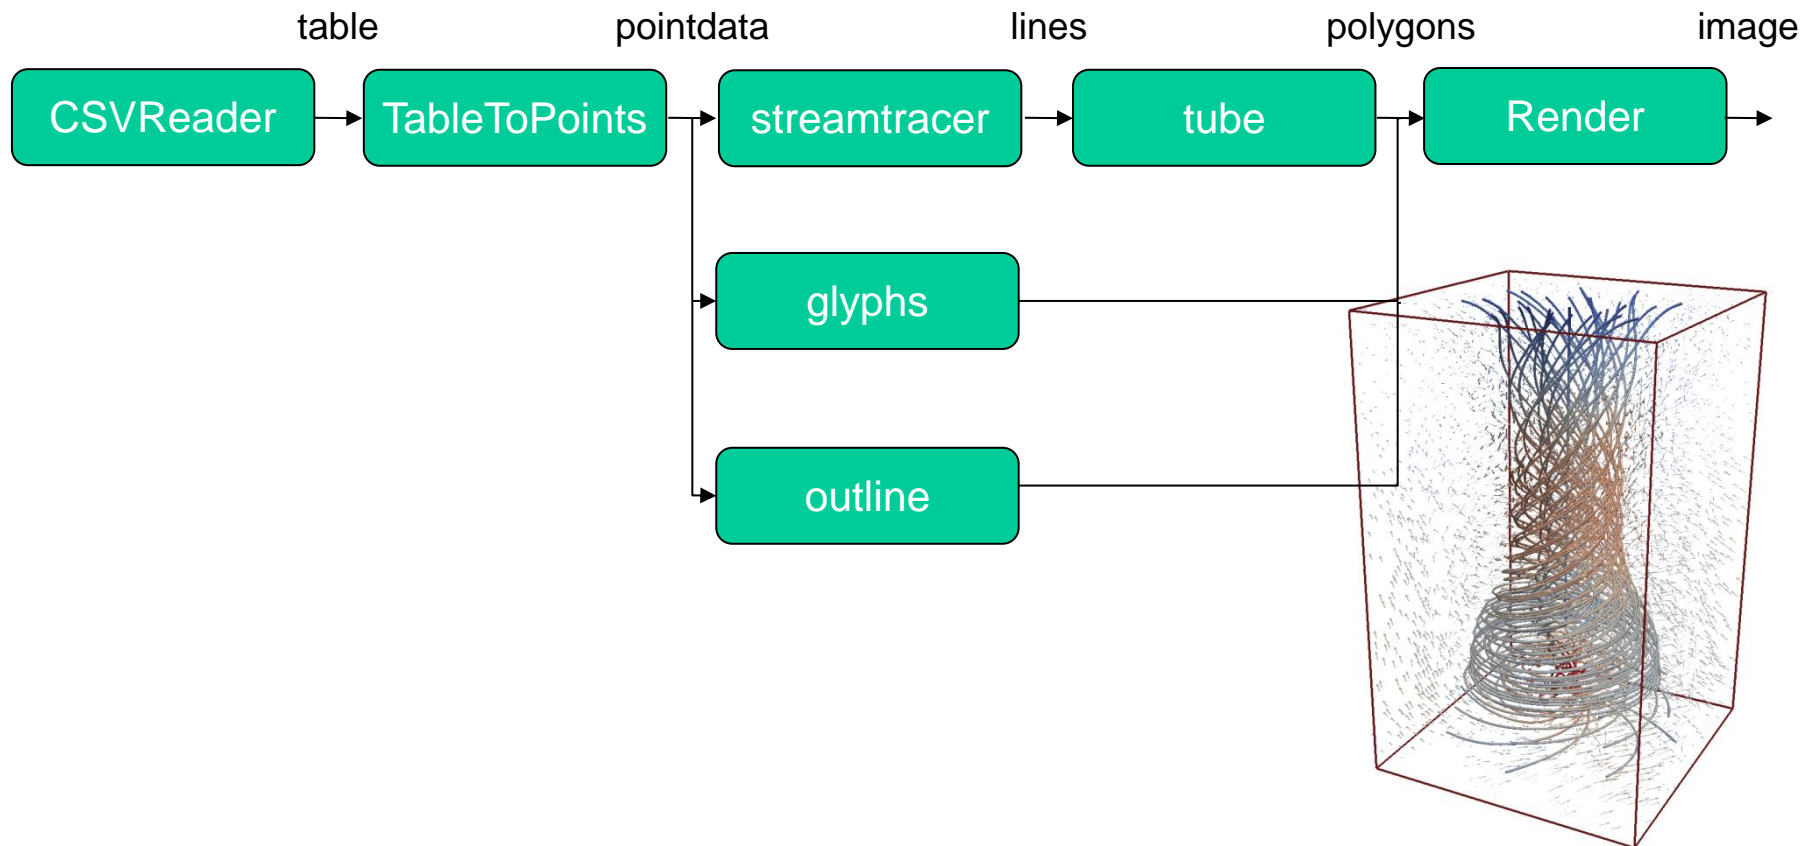 table pointdata lines polygons image
CSVReader TableToPoints streamtracer tube Render
glyphs
outline